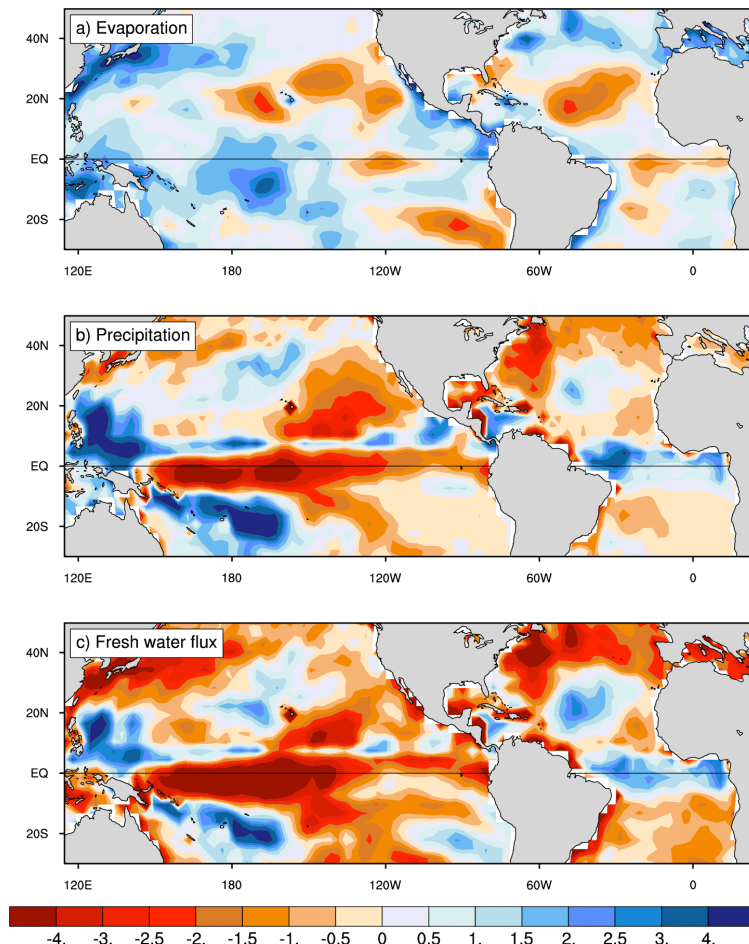 a) Evaporation
40N
20N
EQ
20S
120E 180 120W 60W 0
b) Precipitation
40N
20N
EQ
20S
120E 180 120W 60W 0
c) Fresh water flux
40N
20N
EQ
20S
120E 180 120W 60W 0
-4. -3. -2.5 -2. -1.5 -1. -0.5 0 0.5 1. 1.5 2. 2.5 3. 4.